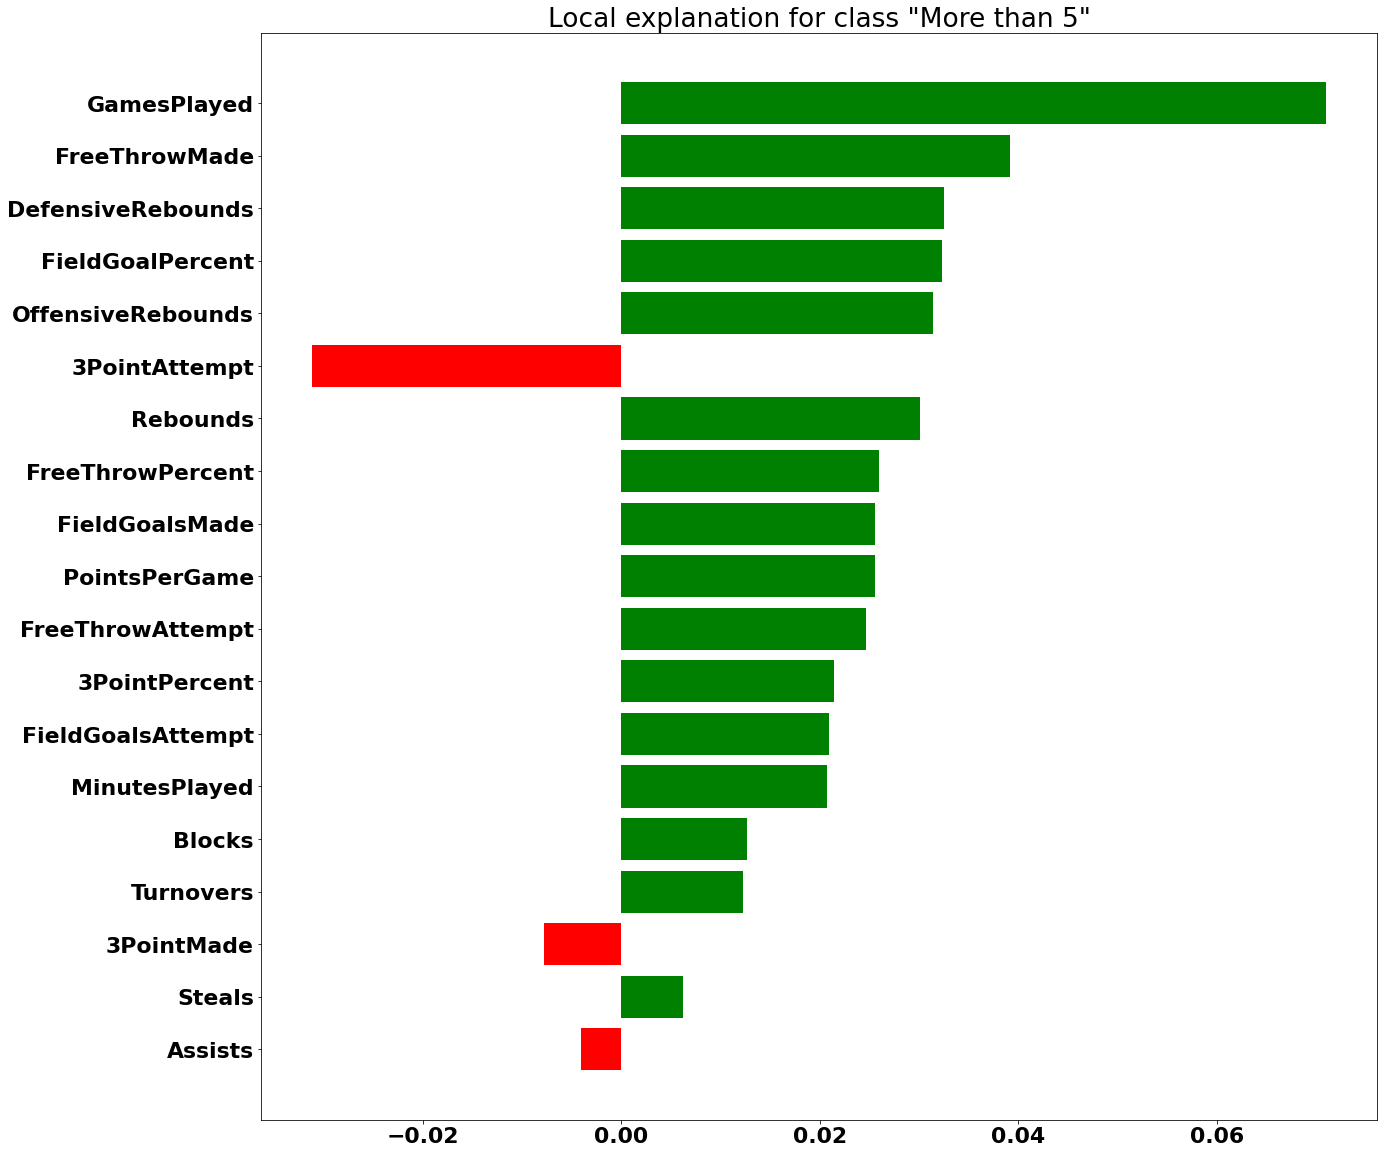 Local explanation for class "More than 5"
GamesPlayed
FreeThrowMade
DefensiveRebounds
FieldGoalPercent
OffensiveRebounds
3PointAttempt
Rebounds
FreeThrowPercent
FieldGoalsMade
PointsPerGame
FreeThrowAttempt
3PointPercent
FieldGoalsAttempt
MinutesPlayed
Blocks
Turnovers
3PointMade
Steals
Assists
−0.02 0.00 0.02 0.04 0.06